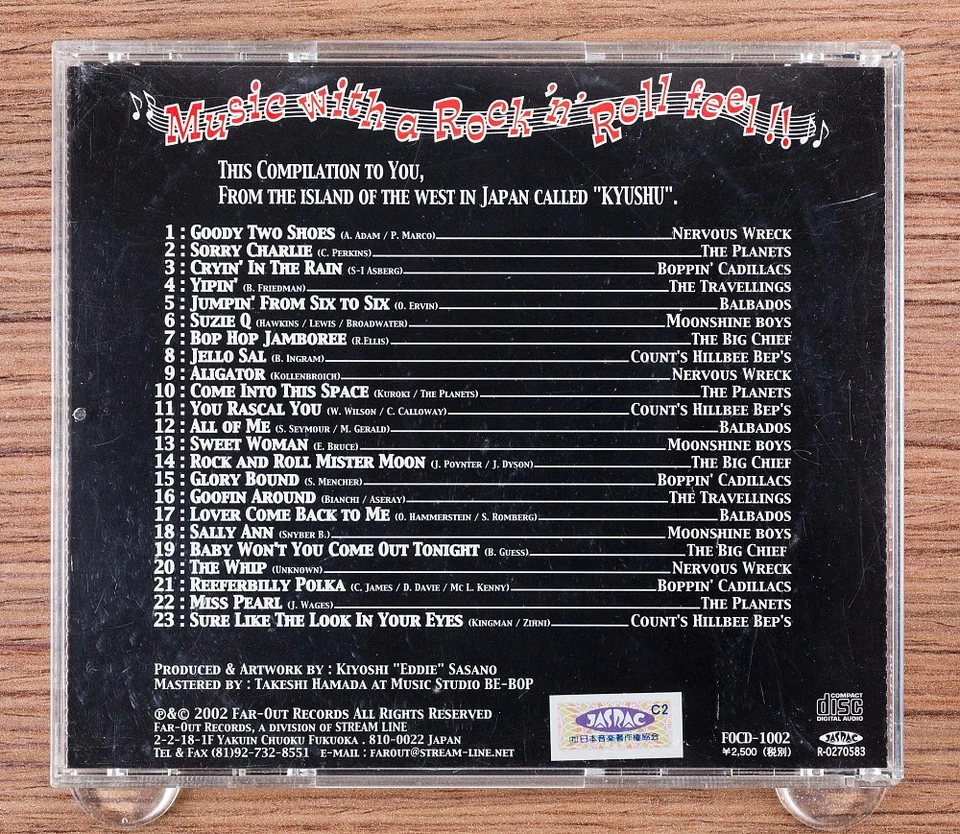 Music with a Rock 'n' Roll feel!!
THIS COMPILATION TO YOU,
FROM THE ISLAND OF THE WEST IN JAPAN CALLED "KYUSHU".
1 : GOODY TWO SHOES (A. ADAM / P. MARCO) NERVOUS WRECK
2 : SORRY CHARLIE (C. PERKINS) THE PLANETS
3 : CRYIN' IN THE RAIN (S-I ASBERG) BOPPIN' CADILLACS
4 : YIPIN' (B. FRIEDMAN) THE TRAVELLINGS
5 : JUMPIN' FROM SIX TO SIX (O. ERVIN) BALBADOS
6 : SUZIE Q (HAWKINS / LEWIS / BROADWATER) MOONSHINE BOYS
7 : BOP HOP JAMBOREE (R.ELLIS) THE BIG CHIEF
8 : JELLO SAL (B. INGRAM) COUNT'S HILLBEE BEP'S
9 : ALIGATOR (KOLLENBROICH) NERVOUS WRECK
10 : COME INTO THIS SPACE (KUROKI / THE PLANETS) THE PLANETS
11 : YOU RASCAL YOU (W. WILSON / C. CALLOWAY) COUNT'S HILLBEE BEP'S
12 : ALL OF ME (S. SEYMOUR / M. GERALD) BALBADOS
13 : SWEET WOMAN (E. BRUCE) MOONSHINE BOYS
14 : ROCK AND ROLL MISTER MOON (J. POYNTER / J. DYSON) THE BIG CHIEF
15 : GLORY BOUND (S. MENCHER) BOPPIN' CADILLACS
16 : GOOFIN AROUND (BIANCHI / ASERAY) THE TRAVELLINGS
17 : LOVER COME BACK TO ME (O. HAMMERSTEIN / S. ROMBERG) BALBADOS
18 : SALLY ANN (SNYBER B.) MOONSHINE BOYS
19 : BABY WON'T YOU COME OUT TONIGHT (B. GUESS) THE BIG CHIEF
20 : THE WHIP (UNKNOWN) NERVOUS WRECK
21 : REEFERBILLY POLKA (C. JAMES / D. DAVIE / MC L. KENNY) BOPPIN' CADILLACS
22 : MISS PEARL (J. WAGES) THE PLANETS
23 : SURE LIKE THE LOOK IN YOUR EYES (KINGMAN / ZIHNI) COUNT'S HILLBEE BEP'S
PRODUCED & ARTWORK BY : KIYOSHI "EDDIE" SASANO
MASTERED BY : TAKESHI HAMADA AT MUSIC STUDIO BE-BOP
℗&© 2002 FAR-OUT RECORDS ALL RIGHTS RESERVED
FAR-OUT RECORDS, A DIVISION OF STREAM LINE
2-2-18-1F YAKUIN CHUOKU FUKUOKA . 810-0022 JAPAN
TEL & FAX (81)92-732-8551 E-MAIL : FAROUT@STREAM-LINE.NET
C2
JASRAC
㈳日本音楽著作権協会
FOCD-1002
¥2,500 (税別)
COMPACT
disc
DIGITAL AUDIO
JASRAC
R-0270583